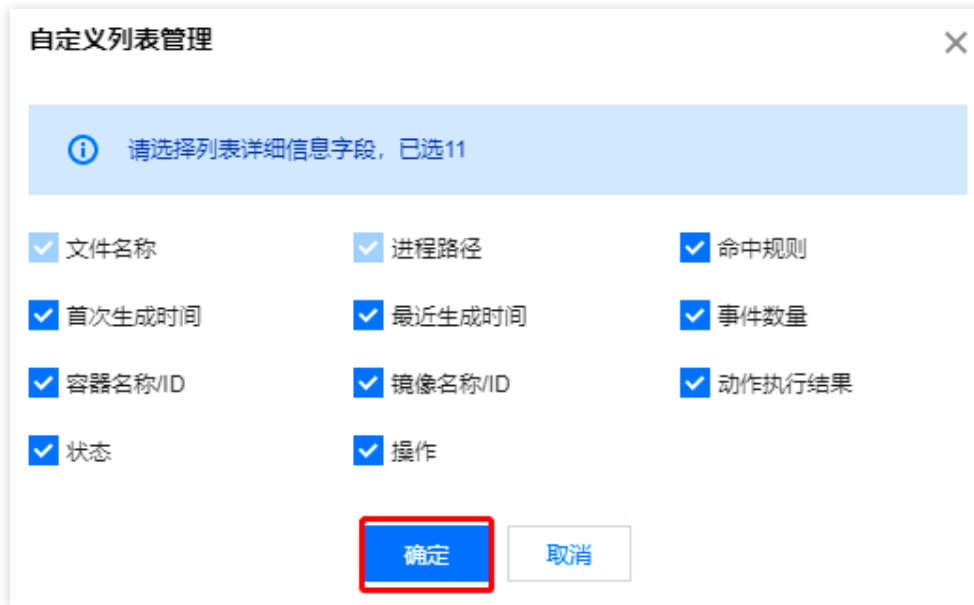 自定义列表管理
请选择列表详细信息字段，已选11
文件名称 进程路径 命中规则
首次生成时间 最近生成时间 事件数量
容器名称/ID 镜像名称/ID 动作执行结果
状态 操作
确定 取消